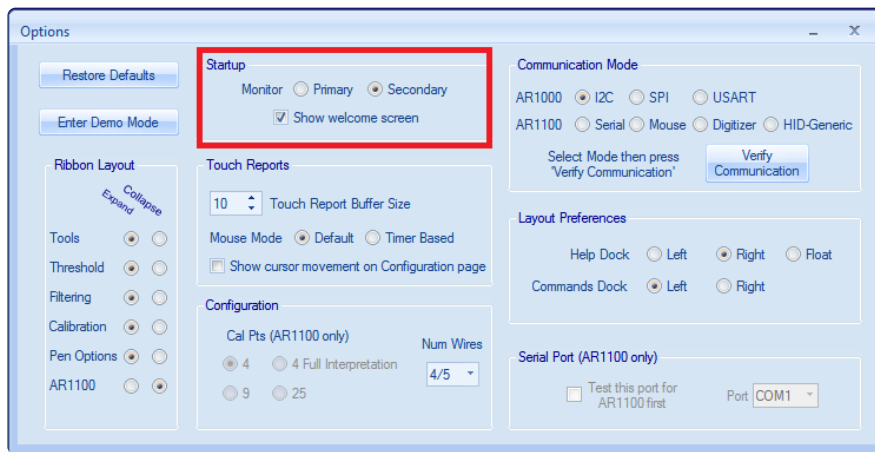 Options
Restore Defaults
Enter Demo Mode
Ribbon Layout
Expand Collapse
Tools
Threshold
Filtering
Calibration
Pen Options
AR1100
Startup
Monitor Primary Secondary
Show welcome screen
Touch Reports
10 Touch Report Buffer Size
Mouse Mode Default Timer Based
Show cursor movement on Configuration page
Configuration
Cal Pts (AR1100 only)
4 4 Full Interpretation
9 25
Num Wires
4/5
Communication Mode
AR1000 I2C SPI USART
AR1100 Serial Mouse Digitizer HID-Generic
Select Mode then press
'Verify Communication'
Verify
Communication
Layout Preferences
Help Dock Left Right Float
Commands Dock Left Right
Serial Port (AR1100 only)
Test this port for
AR1100 first
Port COM1